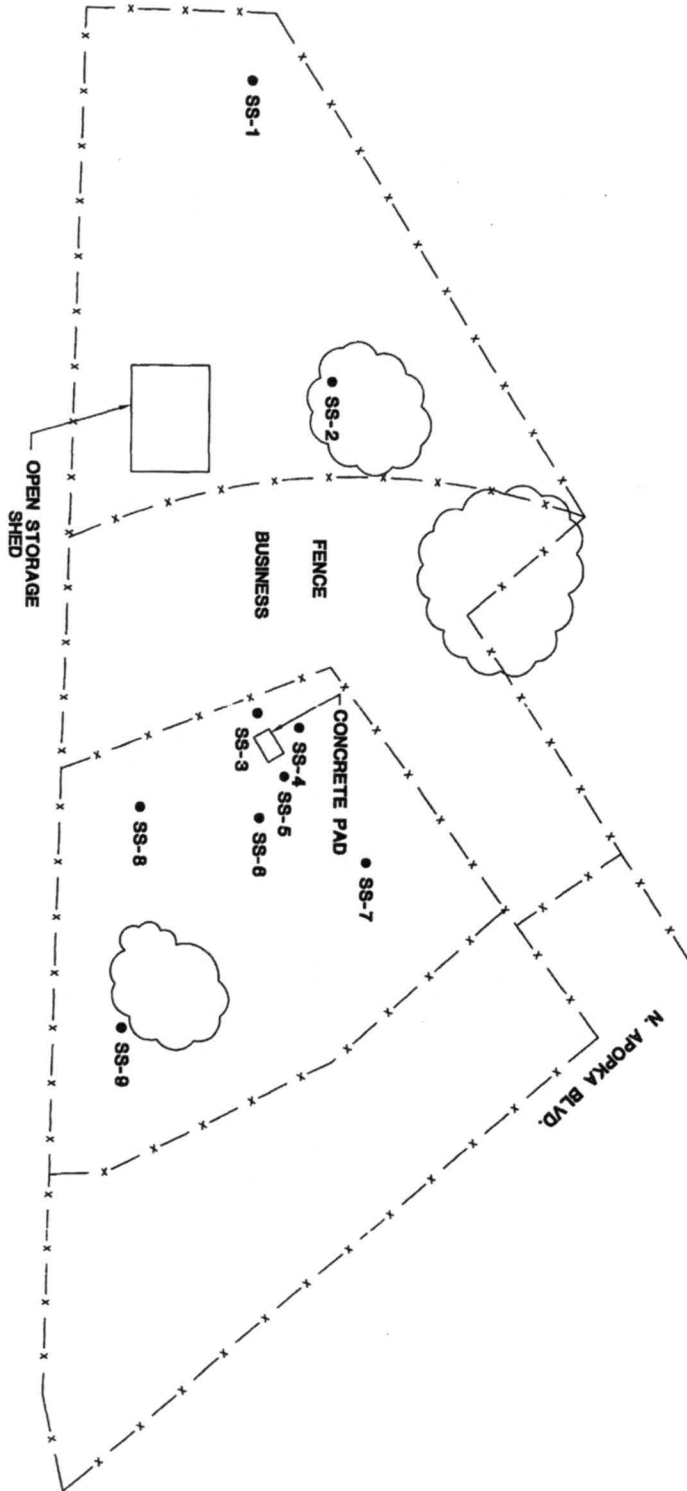 SS-1
SS-2
OPEN STORAGE
SHED
FENCE
BUSINESS
CONCRETE PAD
SS-3
SS-4
SS-5
SS-6
SS-7
SS-8
SS-9
N. APOPKA BLVD.